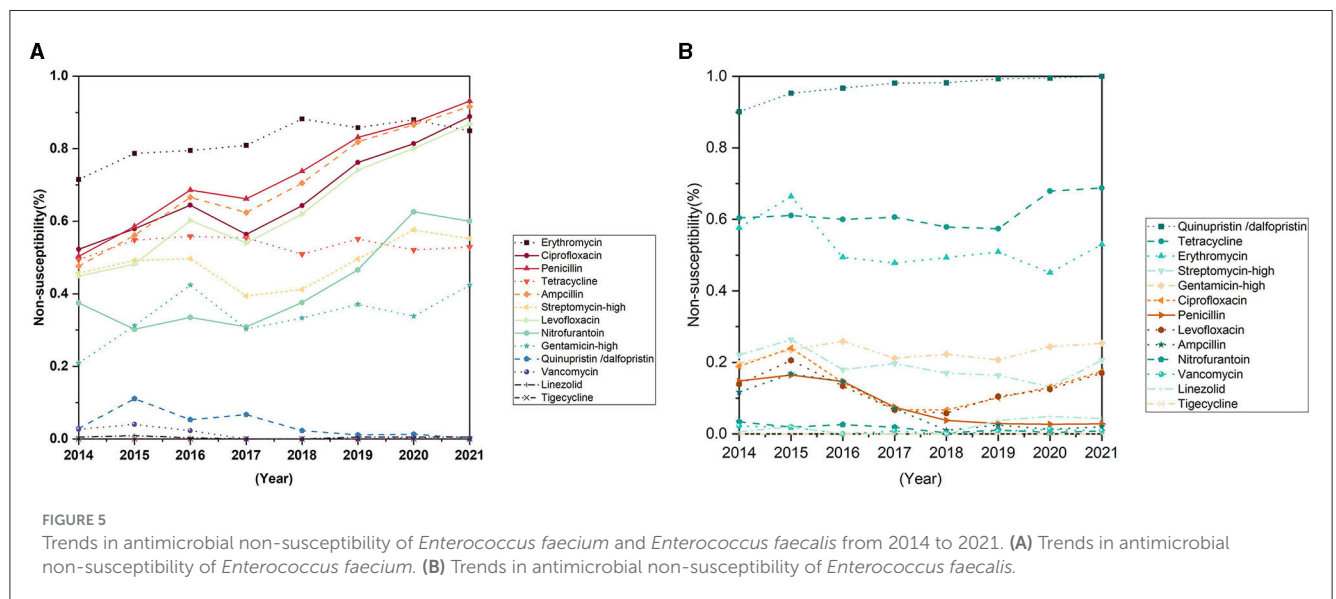 A
Non-susceptibility(%)
1.0
0.8
0.6
0.4
0.2
0.0
2014 2015 2016 2017 2018 2019 2020 2021
(Year)
Erythromycin
Ciprofloxacin
Penicillin
Tetracycline
Ampcillin
Streptomycin-high
Levofloxacin
Nitrofurantoin
Gentamicin-high
Quinupristin /dalfopristin
Vancomycin
Linezolid
Tigecycline
B
Non-susceptibility(%)
1.0
0.8
0.6
0.4
0.2
0.0
2014 2015 2016 2017 2018 2019 2020 2021
(Year)
Quinupristin /dalfopristin
Tetracycline
Erythromycin
Streptomycin-high
Gentamicin-high
Ciprofloxacin
Penicillin
Levofloxacin
Ampcillin
Nitrofurantoin
Vancomycin
Linezolid
Tigecycline
FIGURE 5
Trends in antimicrobial non-susceptibility of Enterococcus faecium and Enterococcus faecalis from 2014 to 2021. (A) Trends in antimicrobial
non-susceptibility of Enterococcus faecium. (B) Trends in antimicrobial non-susceptibility of Enterococcus faecalis.